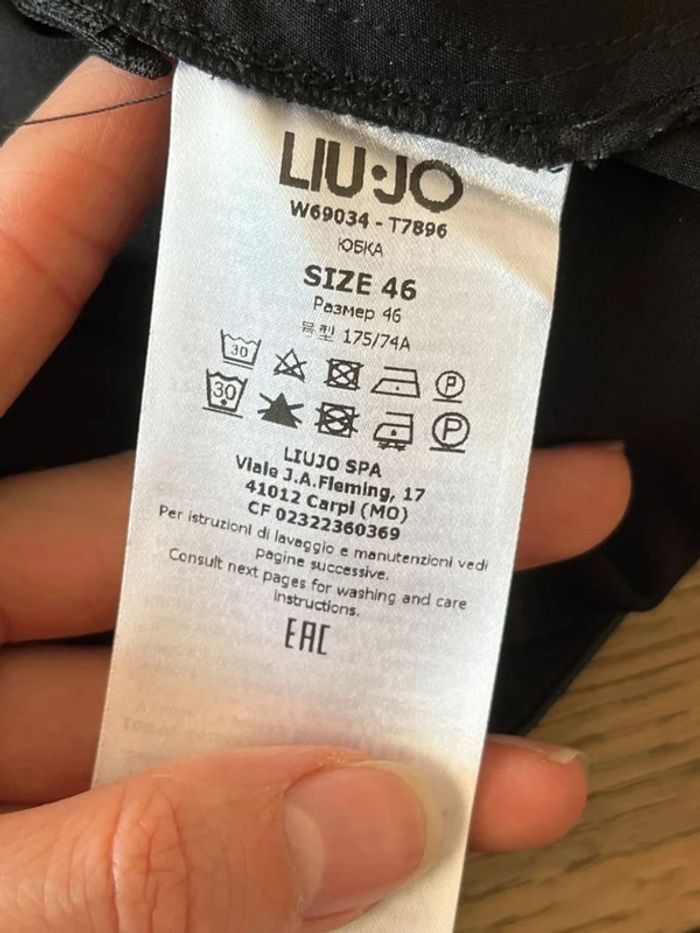 LIU·JO
W69034 - T7896
ЮБКА
SIZE 46
Размер 46
号型 175/74A
30 P
30 P
LIUJO SPA
Viale J.A.Fleming, 17
41012 Carpi (MO)
CF 02322360369
Per istruzioni di lavaggio e manutenzioni vedi
pagine successive.
Consult next pages for washing and care
instructions.
EAC